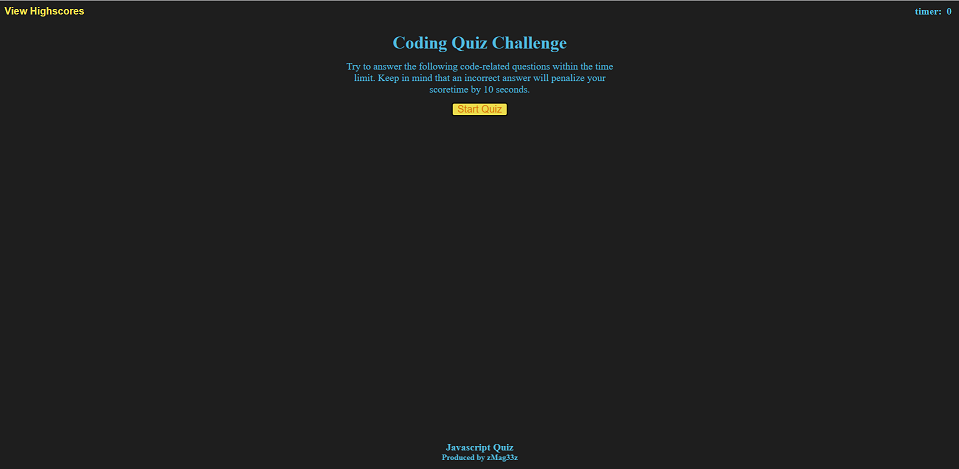 View Highscores
timer: 0
Coding Quiz Challenge
Try to answer the following code-related questions within the time
limit. Keep in mind that an incorrect answer will penalize your
scoretime by 10 seconds.
Start Quiz
Javascript Quiz
Produced by zMag33z